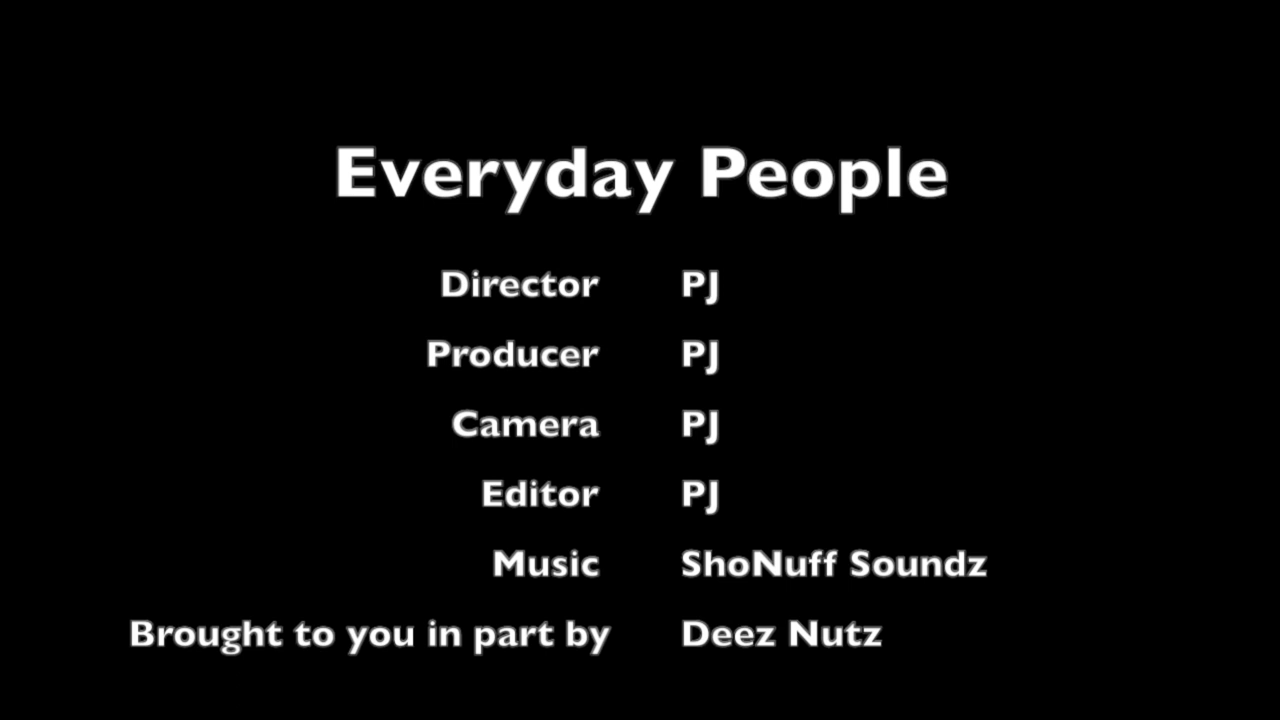 Everyday People
Director PJ
Producer PJ
Camera PJ
Editor PJ
Music ShoNuff Soundz
Brought to you in part by Deez Nutz